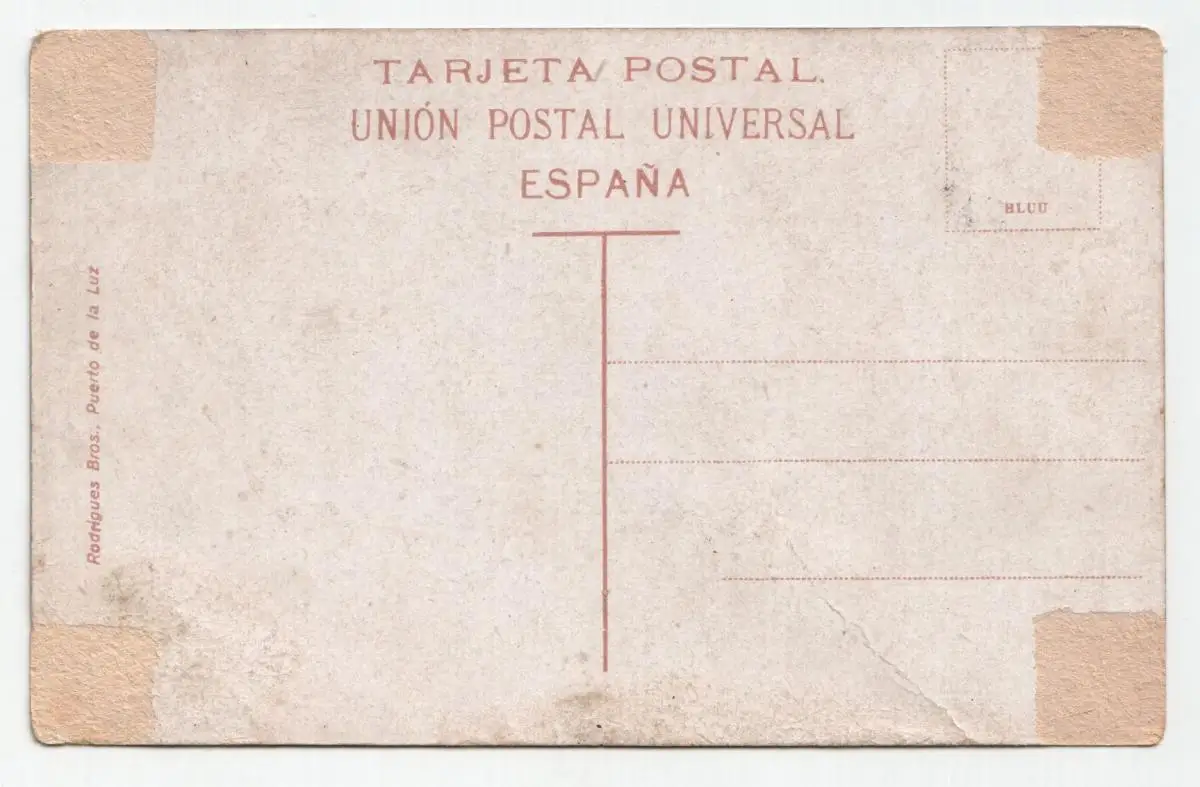 TARJETA POSTAL.
UNIÓN POSTAL UNIVERSAL
ESPAÑA
BLUU
Rodrigues Bros., Puerto de la Luz